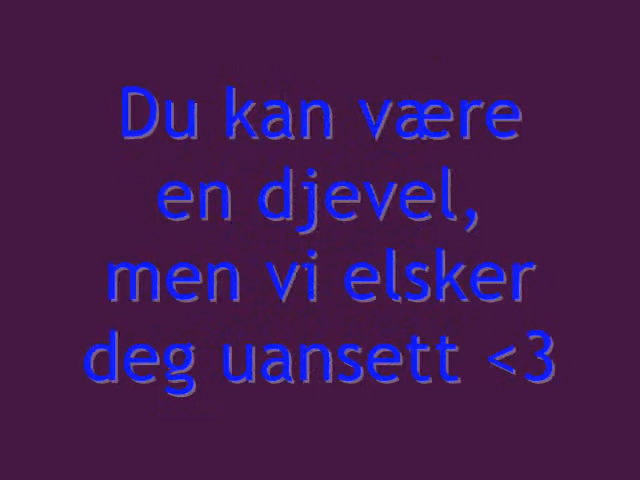 Du kan være
en djevel,
men vi elsker
deg uansett <3